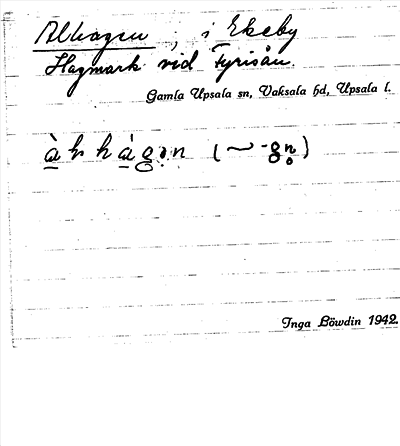 Alhagen ; i Ekeby
Hagmark vid Fyrisån.
Gamla Upsala sn, Vaksala hd, Upsala l.
Inga Löwdin 1942.